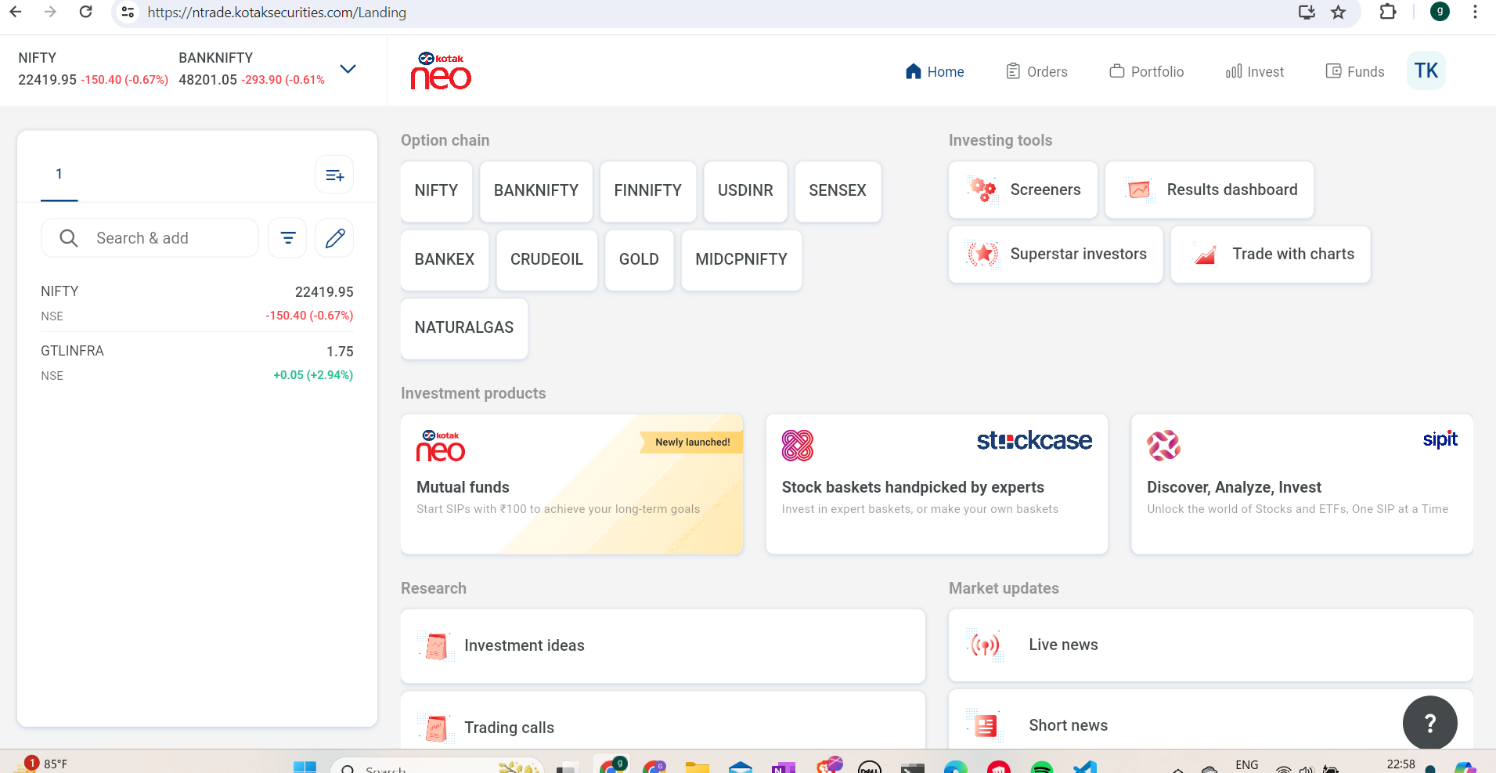 https://ntrade.kotaksecurities.com/Landing
g
NIFTY BANKNIFTY
22419.95 -150.40 (-0.67%) 48201.05 -293.90 (-0.61%
kotak
neo
Home Orders Portfolio Invest Funds TK
1
Search & add
NIFTY 22419.95
NSE -150.40 (-0.67%)
GTLINFRA 1.75
NSE +0.05 (+2.94%)
Option chain
NIFTY BANKNIFTY FINNIFTY USDINR SENSEX
BANKEX CRUDEOIL GOLD MIDCPNIFTY
NATURALGAS
Investing tools
Screeners Results dashboard
Superstar investors Trade with charts
Investment products
kotak
neo
Newly launched!
Mutual funds
Start SIPs with ₹100 to achieve your long-term goals
stockcase
Stock baskets handpicked by experts
Invest in expert baskets, or make your own baskets
sipit
Discover, Analyze, Invest
Unlock the world of Stocks and ETFs, One SIP at a Time
Research
Investment ideas
Trading calls
Market updates
Live news
Short news
?
1 85°F
Search
g
G
DELL
ENG
22:58